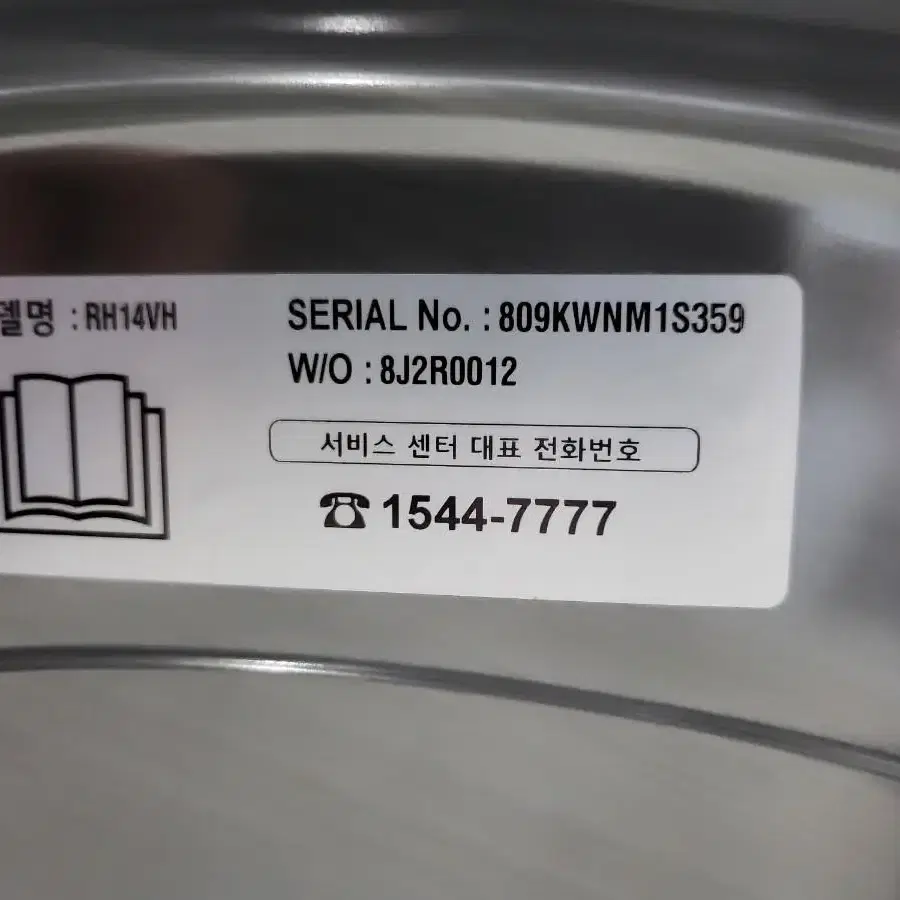 델명 : RH14VH
SERIAL No. : 809KWNM1S359
W/O : 8J2R0012
서비스 센터 대표 전화번호
☎ 1544-7777